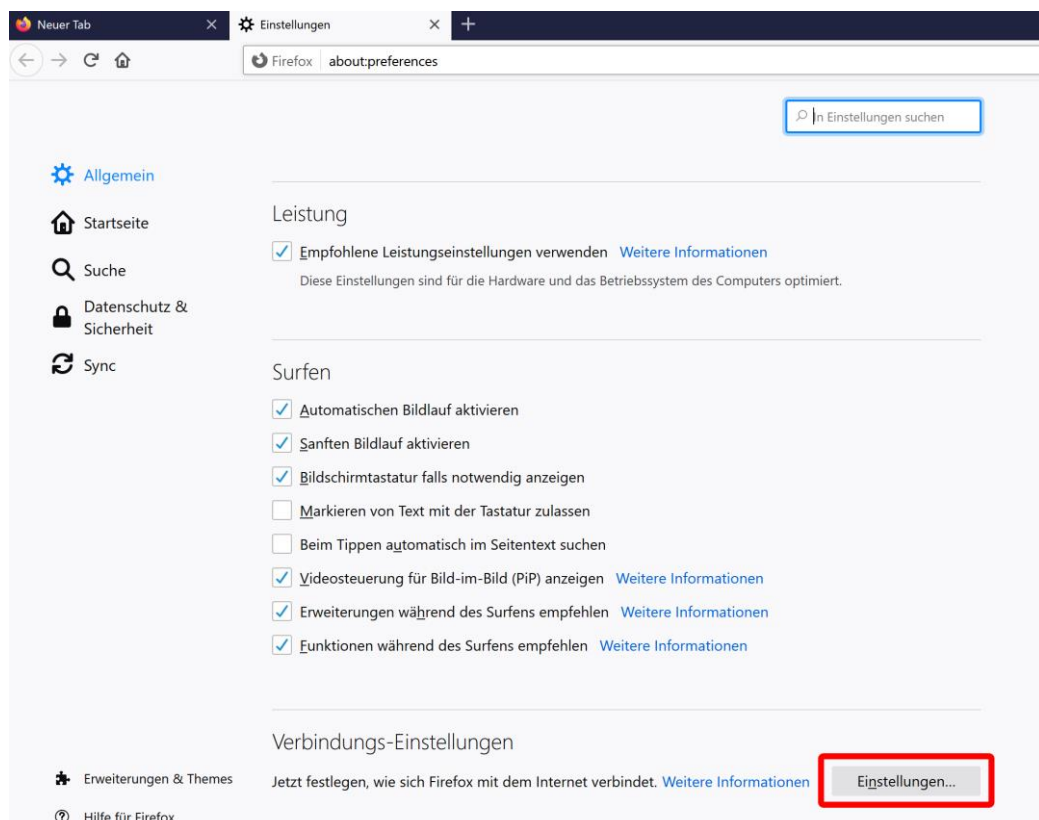 Neuer Tab
Einstellungen
Firefox about:preferences
In Einstellungen suchen
Allgemein
Startseite
Suche
Datenschutz &
Sicherheit
Sync
Leistung
Empfohlene Leistungseinstellungen verwenden Weitere Informationen
Diese Einstellungen sind für die Hardware und das Betriebssystem des Computers optimiert.
Surfen
Automatischen Bildlauf aktivieren
Sanften Bildlauf aktivieren
Bildschirmtastatur falls notwendig anzeigen
Markieren von Text mit der Tastatur zulassen
Beim Tippen automatisch im Seitentext suchen
Videosteuerung für Bild-im-Bild (PiP) anzeigen Weitere Informationen
Erweiterungen während des Surfens empfehlen Weitere Informationen
Funktionen während des Surfens empfehlen Weitere Informationen
Verbindungs-Einstellungen
Jetzt festlegen, wie sich Firefox mit dem Internet verbindet. Weitere Informationen Einstellungen...
Erweiterungen & Themes
Hilfe für Firefox